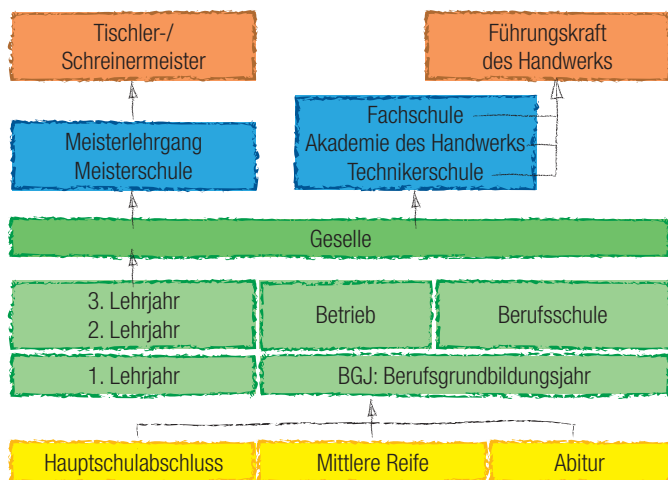 Tischler-/
Schreinermeister
Führungskraft
des Handwerks
Meisterlehrgang
Meisterschule
Fachschule
Akademie des Handwerks
Technikerschule
Geselle
3. Lehrjahr
2. Lehrjahr
Betrieb
Berufsschule
1. Lehrjahr
BGJ: Berufsgrundbildungsjahr
Hauptschulabschluss
Mittlere Reife
Abitur